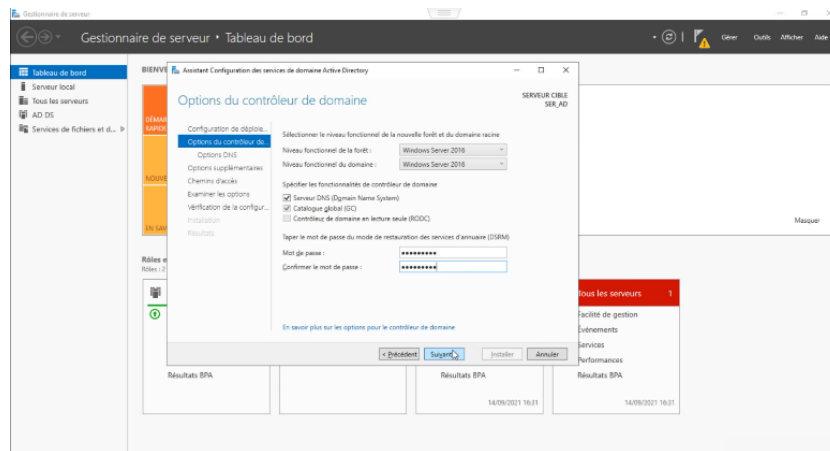 Gestionnaire de serveur
Gestionnaire de serveur • Tableau de bord
Gérer Outils Afficher Aide
Tableau de bord
Serveur local
Tous les serveurs
AD DS
Services de fichiers et d...
BIENVE
DÉMAR
RAPIDE
NOUVE
EN SAV
Masquer
Assistant Configuration des services de domaine Active Directory
Options du contrôleur de domaine
SERVEUR CIBLE
SER_AD
Configuration de déploie...
Options du contrôleur de...
Options DNS
Options supplémentaires
Chemins d'accès
Examiner les options
Vérification de la configur...
Installation
Résultats
Sélectionner le niveau fonctionnel de la nouvelle forêt et du domaine racine
Niveau fonctionnel de la forêt : Windows Server 2016
Niveau fonctionnel du domaine : Windows Server 2016
Spécifier les fonctionnalités de contrôleur de domaine
Serveur DNS (Domain Name System)
Catalogue global (GC)
Contrôleur de domaine en lecture seule (RODC)
Taper le mot de passe du mode de restauration des services d'annuaire (DSRM)
Mot de passe : •••••••••
Confirmer le mot de passe : •••••••••
En savoir plus sur les options pour le contrôleur de domaine
< Précédent Suivant > Installer Annuler
Rôles e
Rôles : 2
Tous les serveurs 1
Facilité de gestion
Événements
Services
Performances
Résultats BPA
Résultats BPA
Résultats BPA
14/09/2021 16:31
14/09/2021 16:31